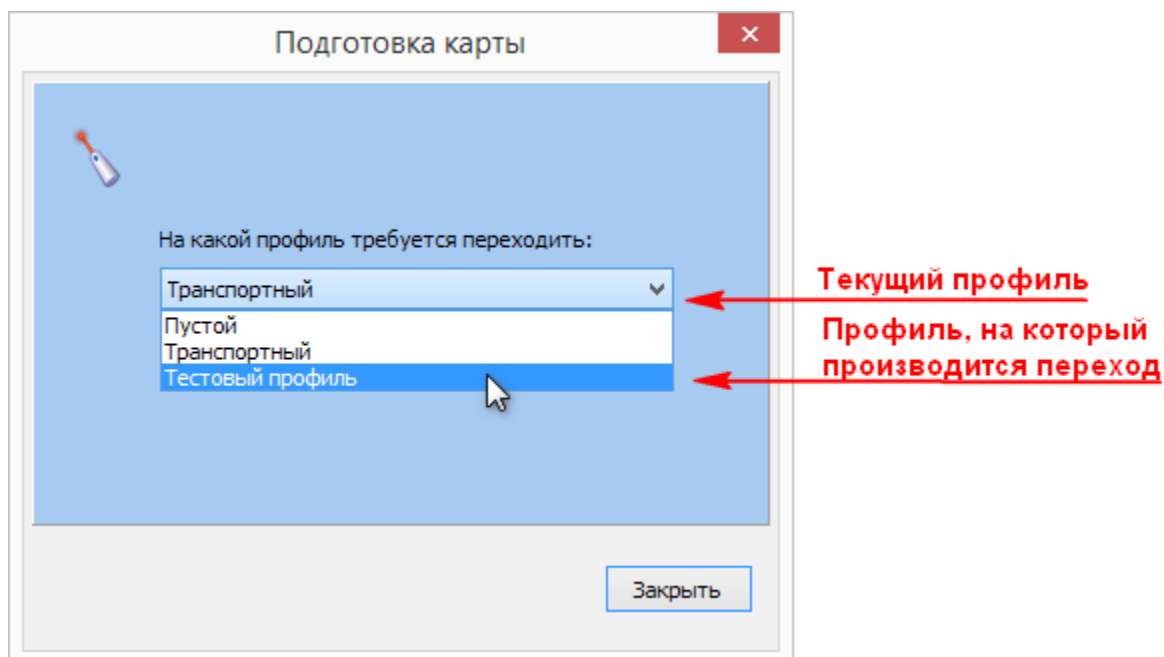 Подготовка карты
На какой профиль требуется переходить:
Транспортный
Пустой
Транспортный
Тестовый профиль
Закрыть
Текущий профиль
Профиль, на который
производится переход